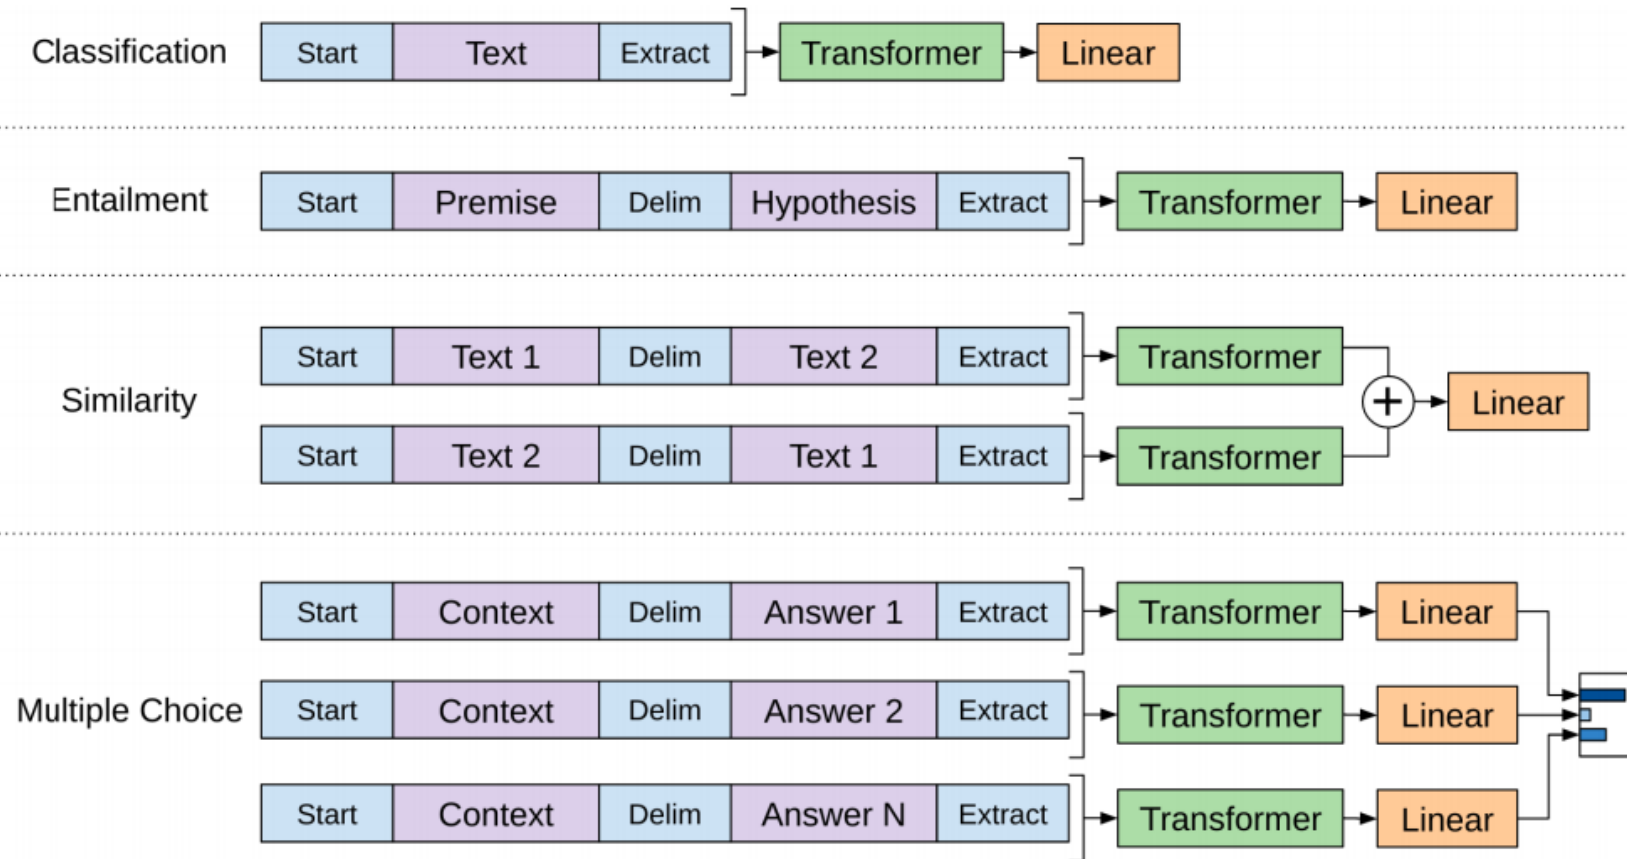 Classification Start Text Extract Transformer Linear
Entailment Start Premise Delim Hypothesis Extract Transformer Linear
Start Text 1 Delim Text 2 Extract Transformer
Similarity + Linear
Start Text 2 Delim Text 1 Extract Transformer
Start Context Delim Answer 1 Extract Transformer Linear
Multiple Choice Start Context Delim Answer 2 Extract Transformer Linear
Start Context Delim Answer N Extract Transformer Linear